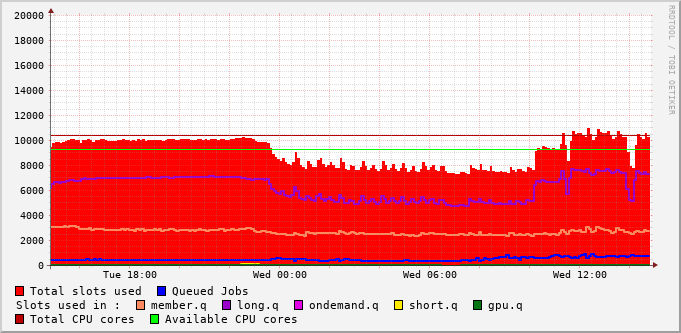 RRDTOOL / TOBI OETIKER
20000
18000
16000
14000
12000
10000
8000
6000
4000
2000
0
Tue 18:00 Wed 00:00 Wed 06:00 Wed 12:00
Total slots used Queued Jobs
Slots used in : member.q long.q ondemand.q short.q gpu.q
Total CPU cores Available CPU cores